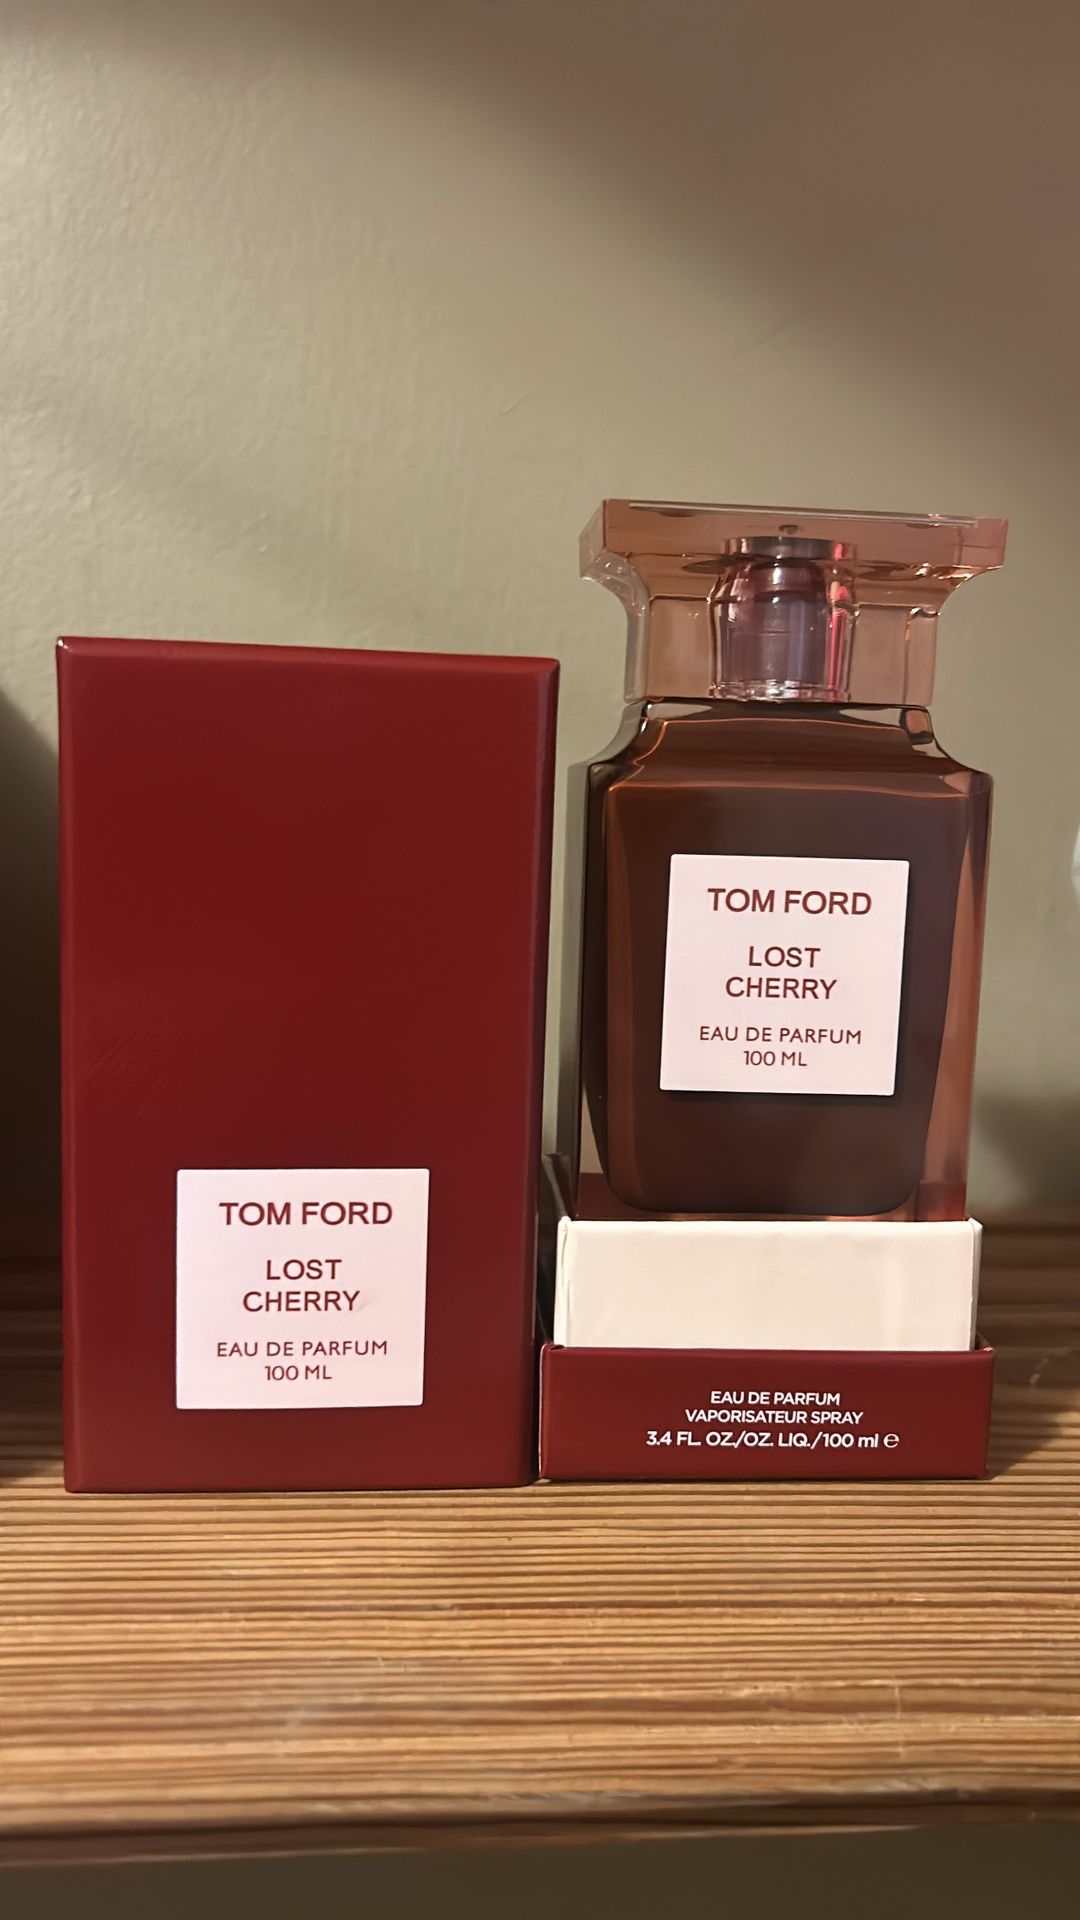 TOM FORD
LOST
CHERRY
EAU DE PARFUM
100 ML
TOM FORD
LOST
CHERRY
EAU DE PARFUM
100 ML
EAU DE PARFUM
VAPORISATEUR SPRAY
3.4 FL. OZ./OZ. LIQ./100 ml ℮